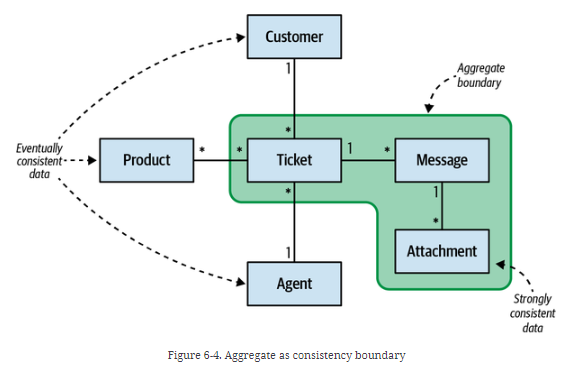 Customer
1
Aggregate
boundary
*
Eventually
consistent
data
Product
*
*
Ticket
1
*
Message
*
1
*
1
Agent
Attachment
Strongly
consistent
data
Figure 6-4. Aggregate as consistency boundary